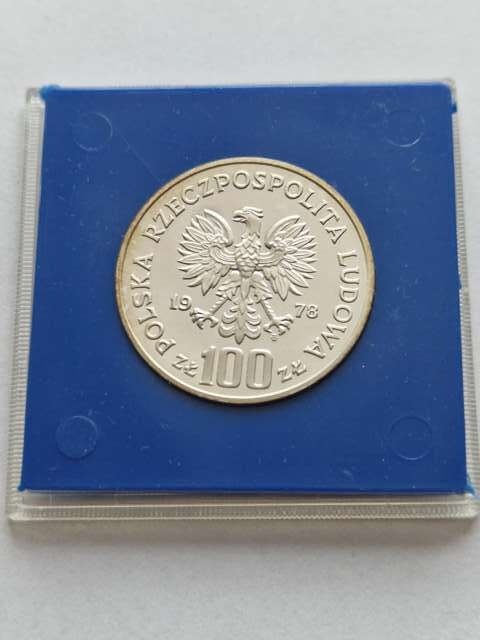 POLSKA RZECZPOSPOLITA LUDOWA
19 78
ZŁ 100 ZŁ